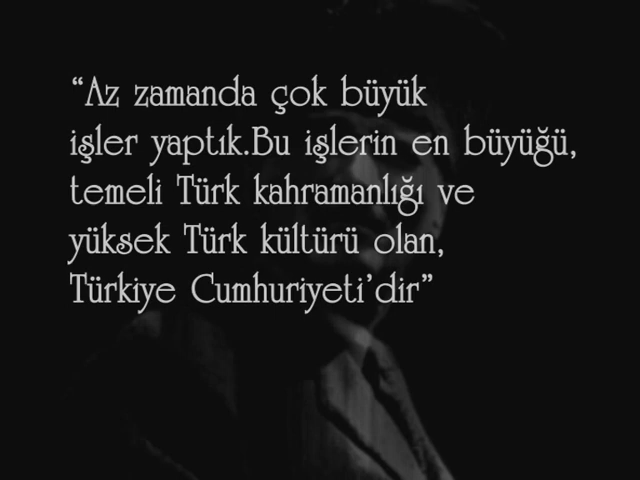 “Az zamanda çok büyük
işler yaptık.Bu işlerin en büyüğü,
temeli Türk kahramanlığı ve
yüksek Türk kültürü olan,
Türkiye Cumhuriyeti’dir”